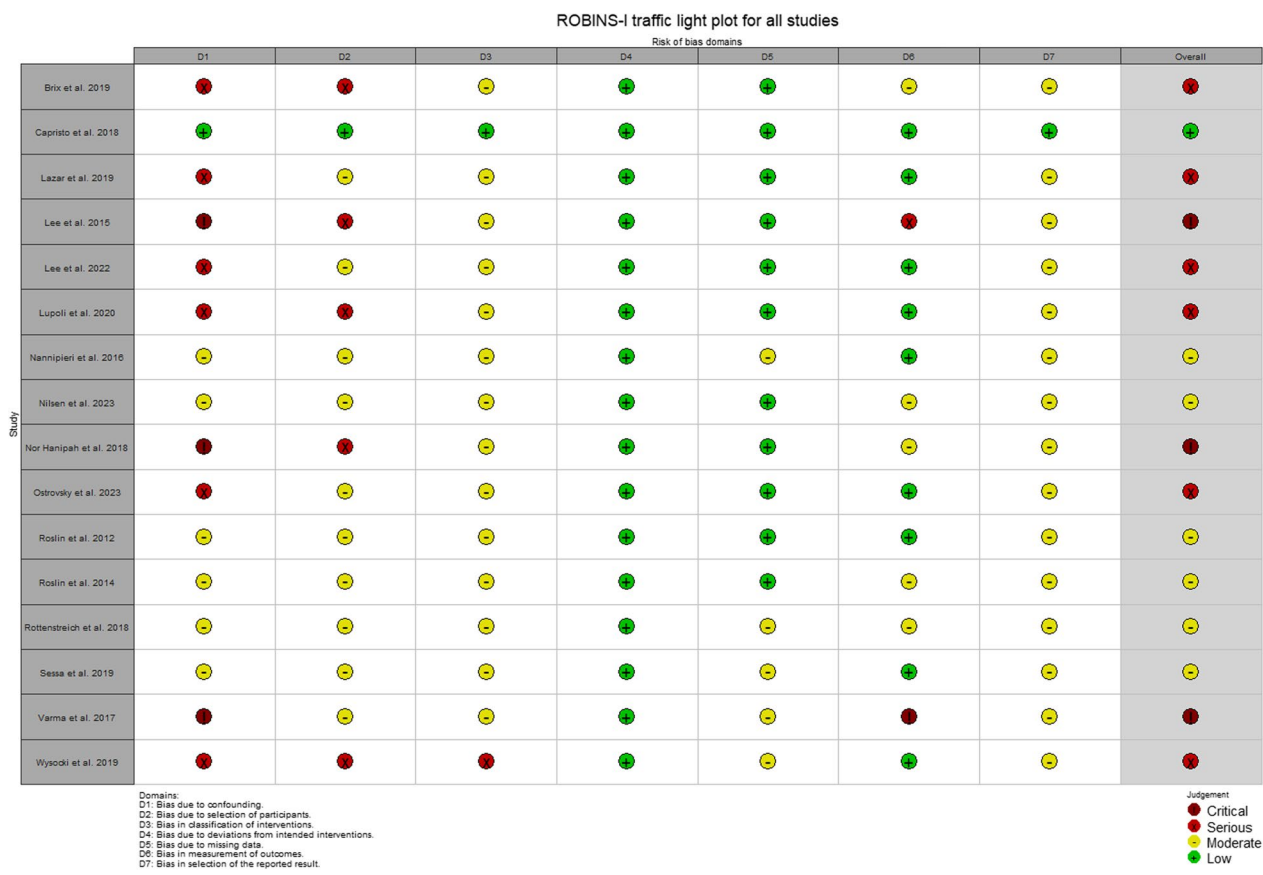 ROBINS-I traffic light plot for all studies
Risk of bias domains
D1 D2 D3 D4 D5 D6 D7 Overall
Study
Brix et al. 2019 x x - + + - - x
Capristo et al. 2018 + + + + + + + +
Lazar et al. 2019 x - - + + + - x
Lee et al. 2015 ! x - + + x - !
Lee et al. 2022 x - - + + + - x
Lupoli et al. 2020 x x - + + + - x
Nannipieri et al. 2016 - - - + - + - -
Nilsen et al. 2023 - - - + + - - -
Nor Hanipah et al. 2018 ! x - + + - - !
Ostrovsky et al. 2023 x - - + + + - x
Roslin et al. 2012 - - - + + + - -
Roslin et al. 2014 - - - + + - - -
Rottenstreich et al. 2018 - - - + - - - -
Sessa et al. 2019 - - - + - + - -
Varma et al. 2017 ! - - + - ! - !
Wysocki et al. 2019 x x x + - + - x
Domains:
D1: Bias due to confounding.
D2: Bias due to selection of participants.
D3: Bias in classification of interventions.
D4: Bias due to deviations from intended interventions.
D5: Bias due to missing data.
D6: Bias in measurement of outcomes.
D7: Bias in selection of the reported result.
Judgement
! Critical
x Serious
- Moderate
+ Low